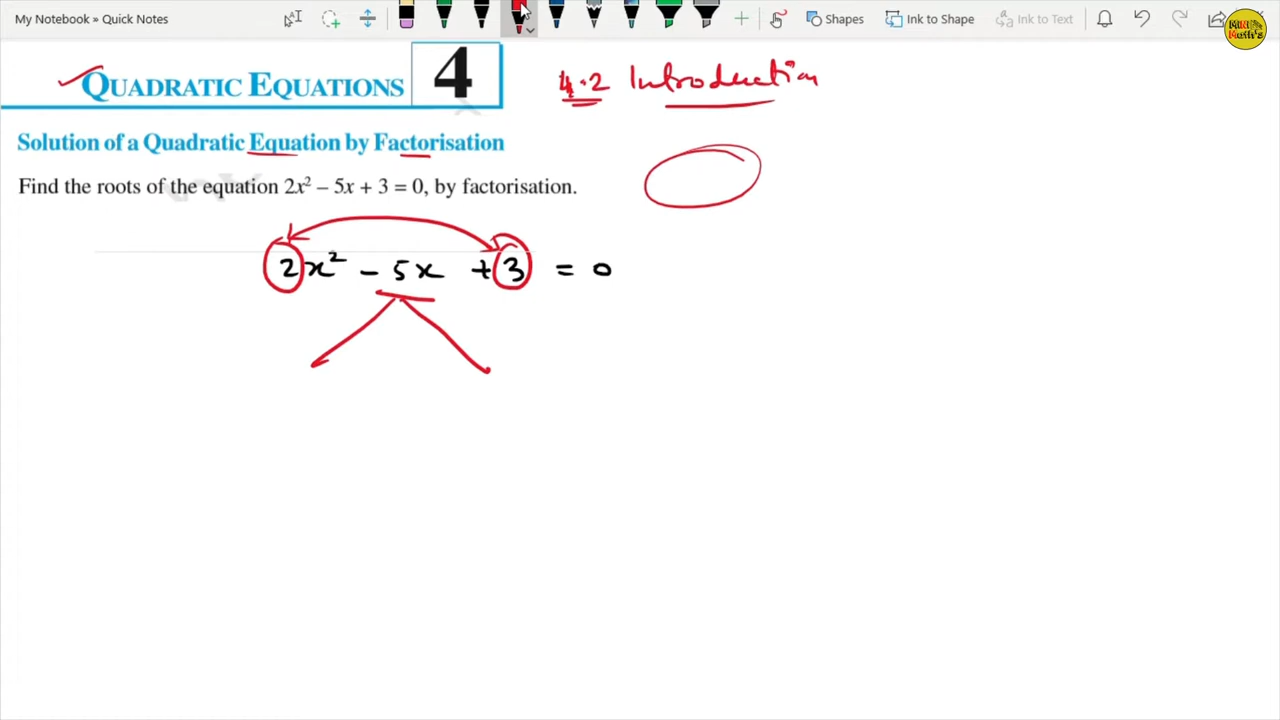 My Notebook » Quick Notes
Shapes
Ink to Shape
Ink to Text
MINI Math's
QUADRATIC EQUATIONS 4
4.2 Introduction
Solution of a Quadratic Equation by Factorisation
Find the roots of the equation 2x² – 5x + 3 = 0, by factorisation.
2x² - 5x + 3 = 0